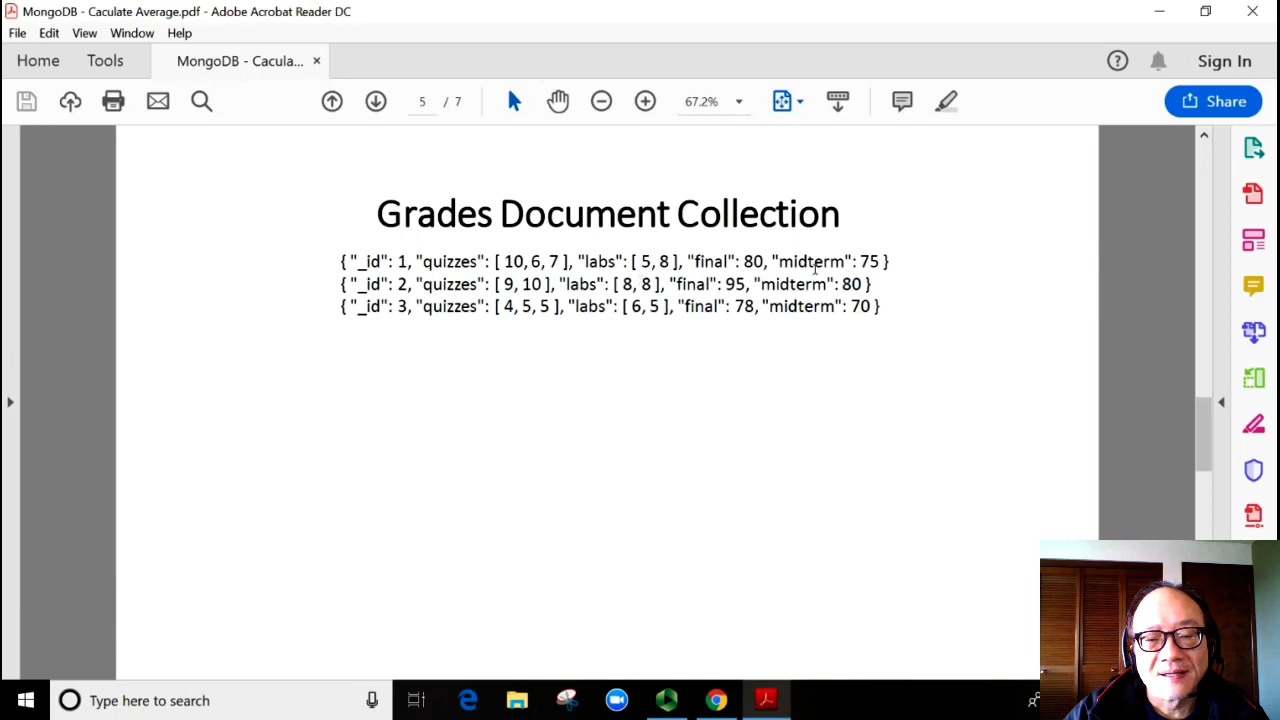 MongoDB - Caculate Average.pdf - Adobe Acrobat Reader DC
File Edit View Window Help
Home Tools MongoDB - Cacula... × Sign In
5 / 7 67.2% Share
Grades Document Collection
{ "_id": 1, "quizzes": [ 10, 6, 7 ], "labs": [ 5, 8 ], "final": 80, "midterm": 75 }
{ "_id": 2, "quizzes": [ 9, 10 ], "labs": [ 8, 8 ], "final": 95, "midterm": 80 }
{ "_id": 3, "quizzes": [ 4, 5, 5 ], "labs": [ 6, 5 ], "final": 78, "midterm": 70 }
Type here to search